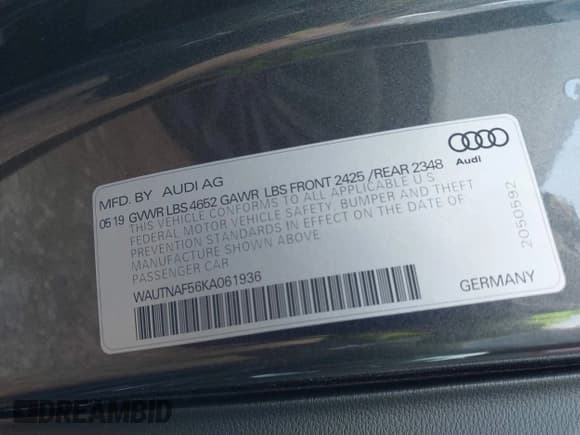 MFD. BY AUDI AG
Audi
05 19 GVWR LBS 4652 GAWR LBS FRONT 2425 / REAR 2348
THIS VEHICLE CONFORMS TO ALL APPLICABLE U.S.
FEDERAL MOTOR VEHICLE SAFETY, BUMPER AND THEFT
PREVENTION STANDARDS IN EFFECT ON THE DATE OF
MANUFACTURE SHOWN ABOVE
PASSENGER CAR
2050592
WAUTNAF56KA061936
GERMANY
DREAMBID